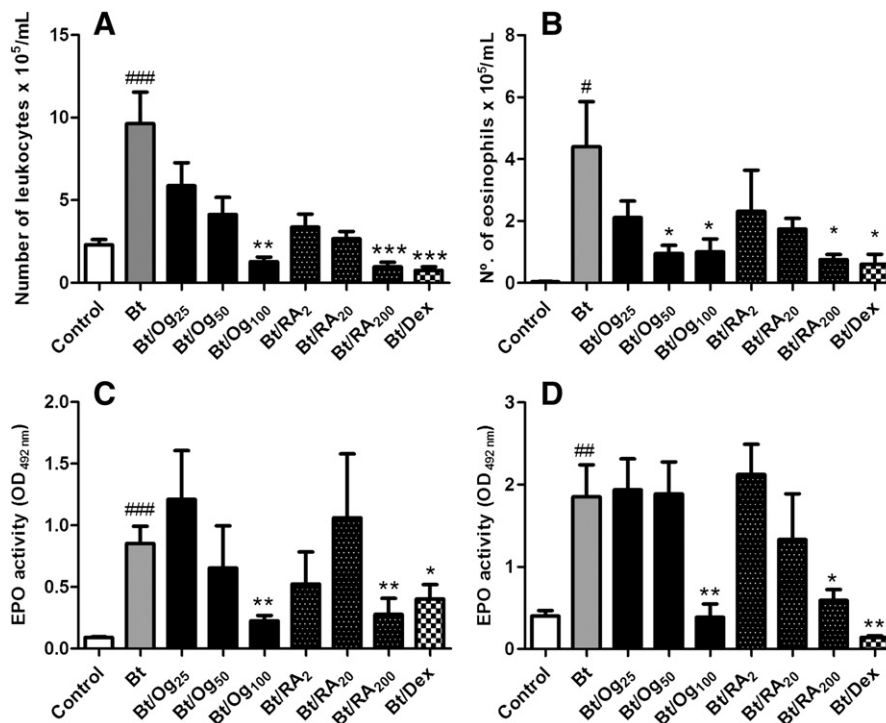 A
Number of leukocytes x 10⁵/mL
15
10
5
0
###
**
***
***
Control
Bt
Bt/Og₂₅
Bt/Og₅₀
Bt/Og₁₀₀
Bt/RA₂
Bt/RA₂₀
Bt/RA₂₀₀
Bt/Dex
B
Nº. of eosinophils x 10⁵/mL
8
6
4
2
0
#
*
*
*
*
Control
Bt
Bt/Og₂₅
Bt/Og₅₀
Bt/Og₁₀₀
Bt/RA₂
Bt/RA₂₀
Bt/RA₂₀₀
Bt/Dex
C
EPO activity (OD₄₉₂ ₙₘ)
2.0
1.5
1.0
0.5
0.0
###
**
**
*
Control
Bt
Bt/Og₂₅
Bt/Og₅₀
Bt/Og₁₀₀
Bt/RA₂
Bt/RA₂₀
Bt/RA₂₀₀
Bt/Dex
D
EPO activity (OD₄₉₂ ₙₘ)
3
2
1
0
##
**
*
**
Control
Bt
Bt/Og₂₅
Bt/Og₅₀
Bt/Og₁₀₀
Bt/RA₂
Bt/RA₂₀
Bt/RA₂₀₀
Bt/Dex